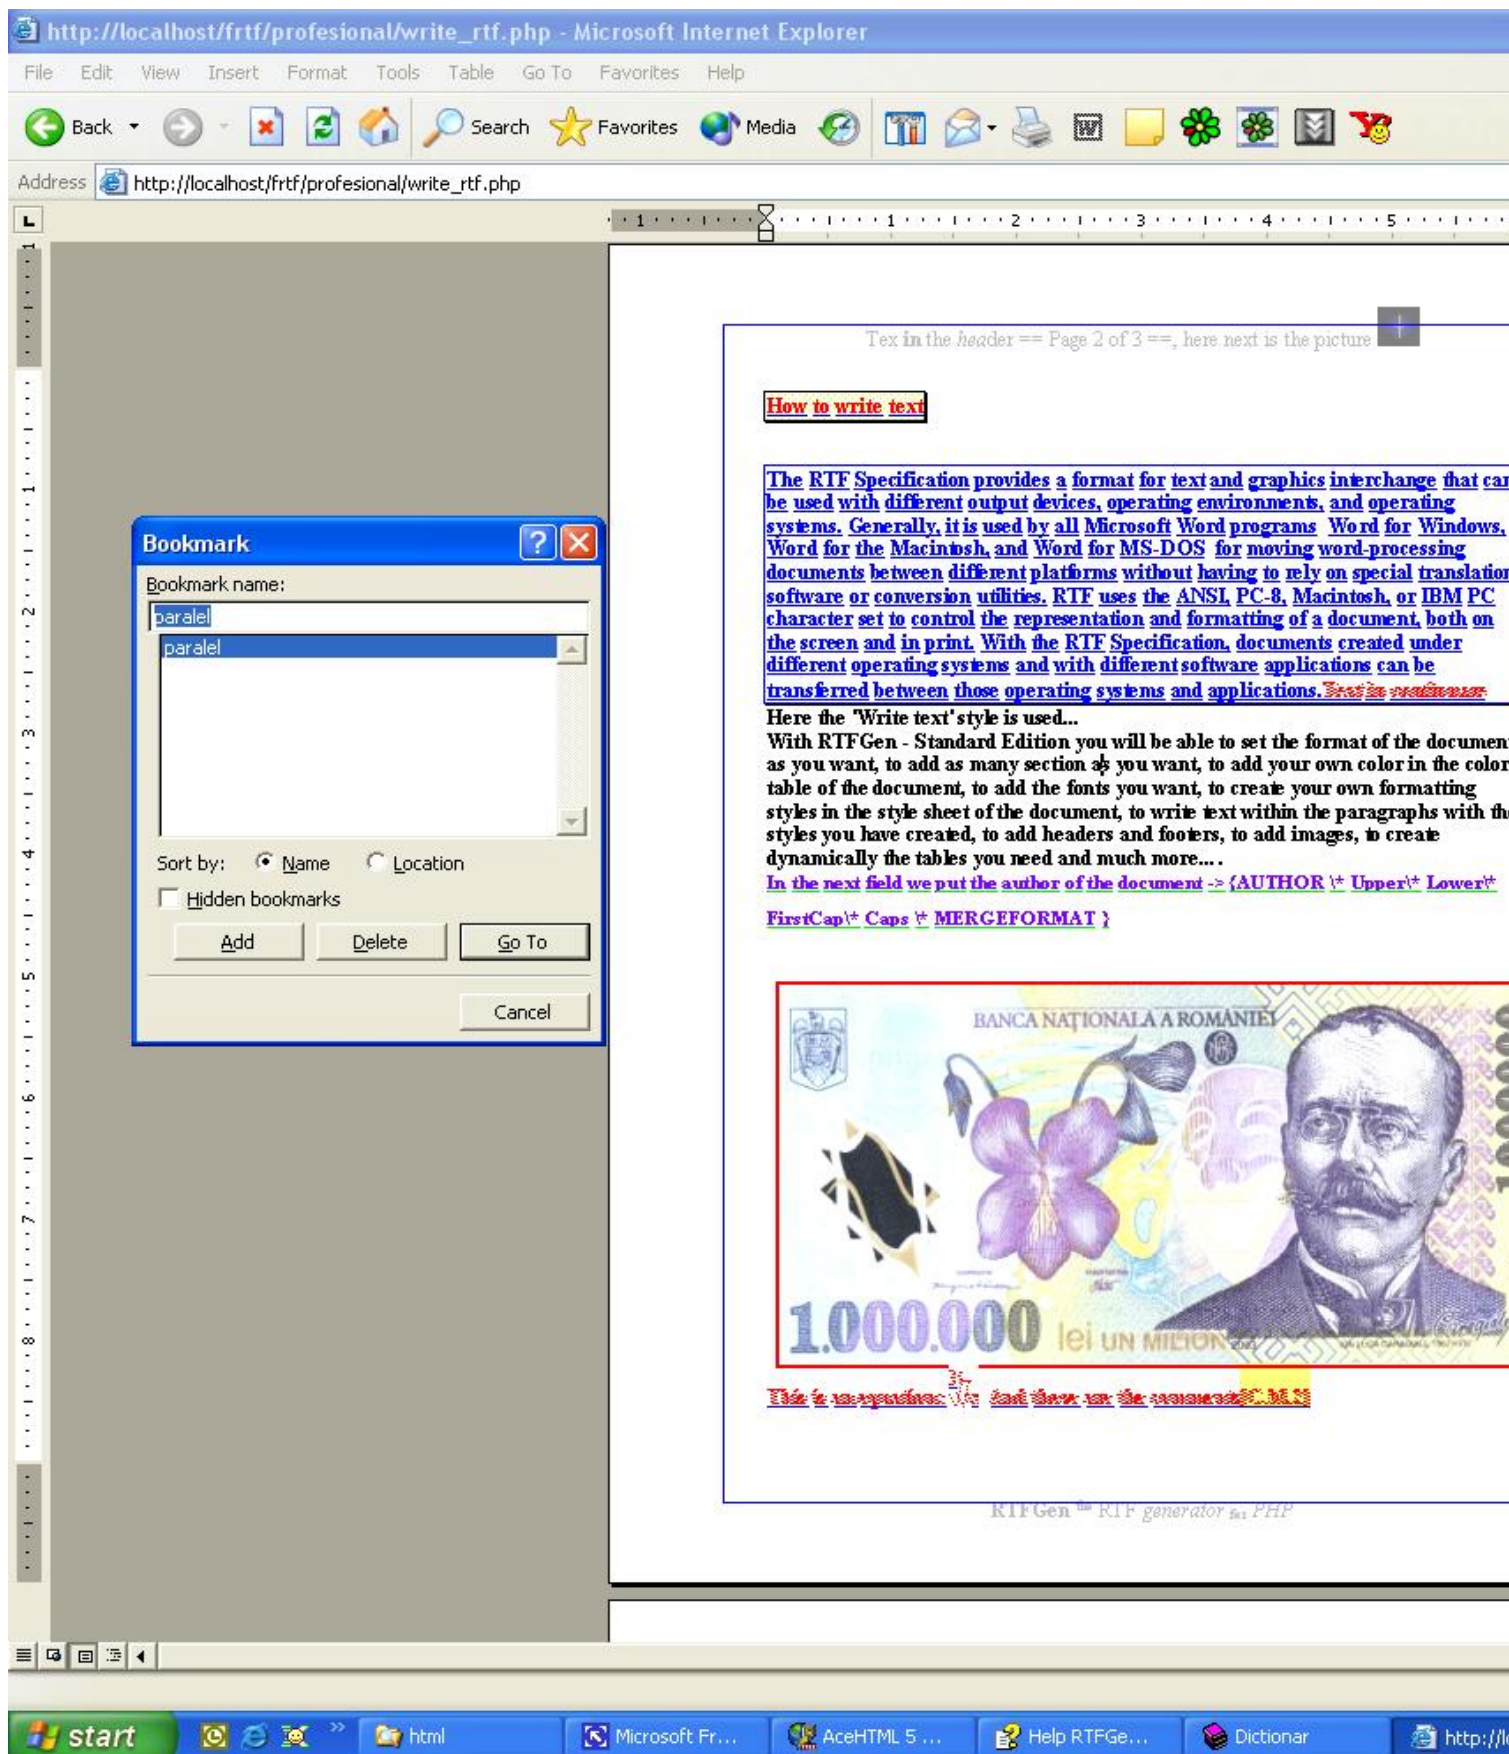 http://localhost/frtf/profesional/write_rtf.php - Microsoft Internet Explorer
File Edit View Insert Format Tools Table Go To Favorites Help
Back Search Favorites Media
Address http://localhost/frtf/profesional/write_rtf.php
1 1 2 3 4 5
Tex in the header == Page 2 of 3 ==, here next is the picture
How to write text
The RTF Specification provides a format for text and graphics interchange that can
be used with different output devices, operating environments, and operating
systems. Generally, it is used by all Microsoft Word programs Word for Windows,
Word for the Macintosh, and Word for MS-DOS for moving word-processing
documents between different platforms without having to rely on special translation
software or conversion utilities. RTF uses the ANSI, PC-8, Macintosh, or IBM PC
character set to control the representation and formatting of a document, both on
the screen and in print. With the RTF Specification, documents created under
different operating systems and with different software applications can be
transferred between those operating systems and applications.
Here the 'Write text' style is used...
With RTFGen - Standard Edition you will be able to set the format of the documen
as you want, to add as many section as you want, to add your own color in the color
table of the document, to add the fonts you want, to create your own formatting
styles in the style sheet of the document, to write text within the paragraphs with the
styles you have created, to add headers and footers, to add images, to create
dynamically the tables you need and much more....
In the next field we put the author of the document -> {AUTHOR \* Upper\* Lower\*
FirstCap\* Caps \* MERGEFORMAT }
Bookmark
Bookmark name:
paralel
paralel
Sort by: Name Location
Hidden bookmarks
Add Delete Go To
Cancel
BANCA NAŢIONALĂ A ROMÂNIEI
1.000.000 lei UN MILION
RTFGen the RTF generator for PHP
start html Microsoft Fr... AceHTML 5 ... Help RTFGe... Dictionar http://l